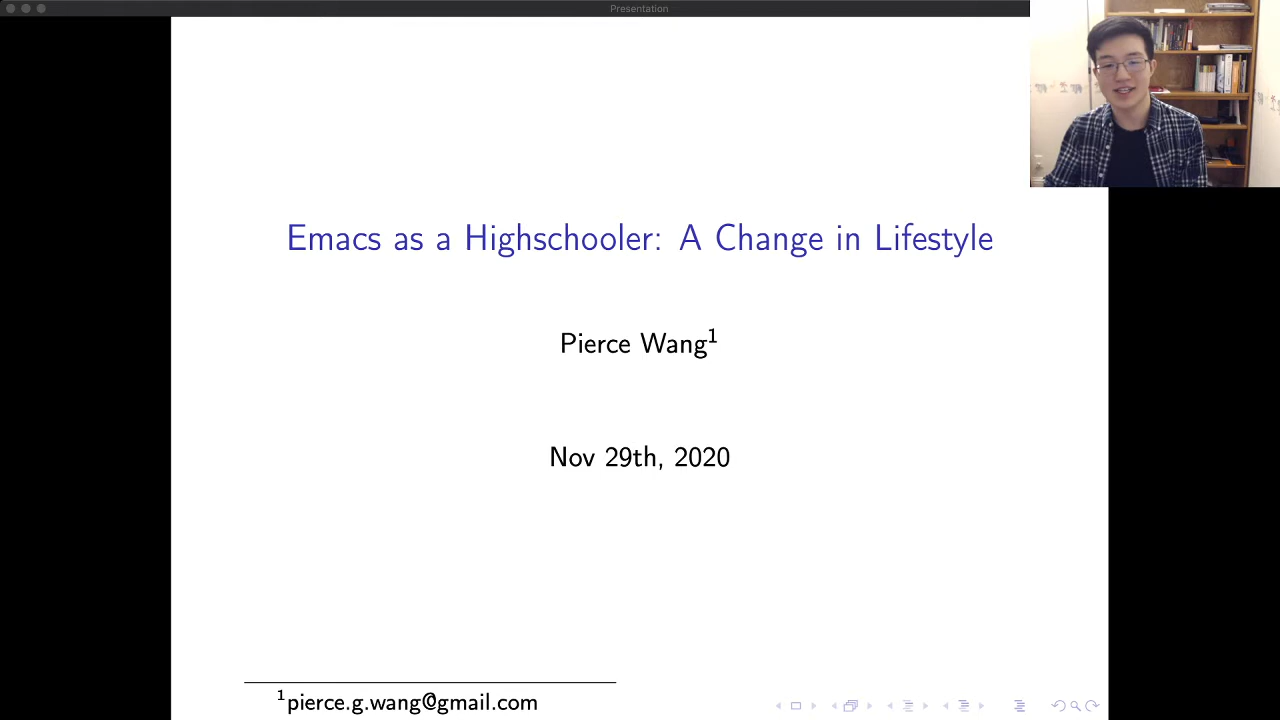 Presentation
Emacs as a Highschooler: A Change in Lifestyle
Pierce Wang¹
Nov 29th, 2020
¹pierce.g.wang@gmail.com